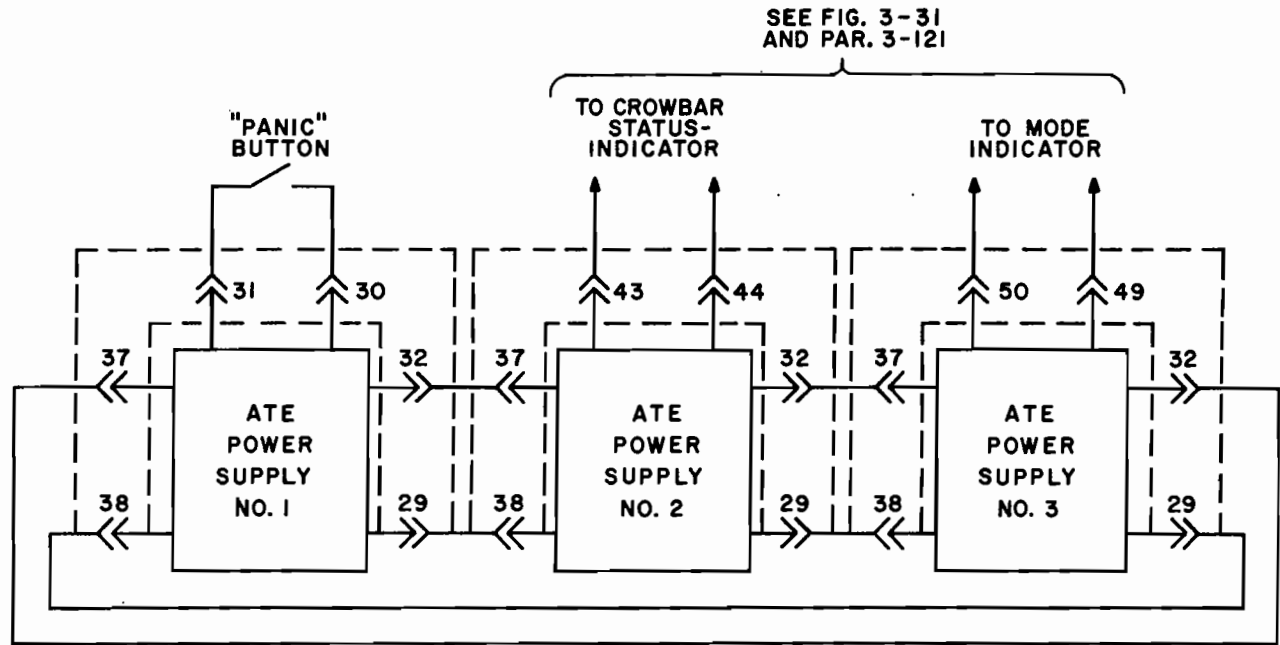 SEE FIG. 3-31
AND PAR. 3-121
"PANIC"
BUTTON
TO CROWBAR
STATUS-
INDICATOR
TO MODE
INDICATOR
31
30
43
44
50
49
37
32
37
32
37
32
ATE
POWER
SUPPLY
NO. 1
ATE
POWER
SUPPLY
NO. 2
ATE
POWER
SUPPLY
NO. 3
38
29
38
29
38
29